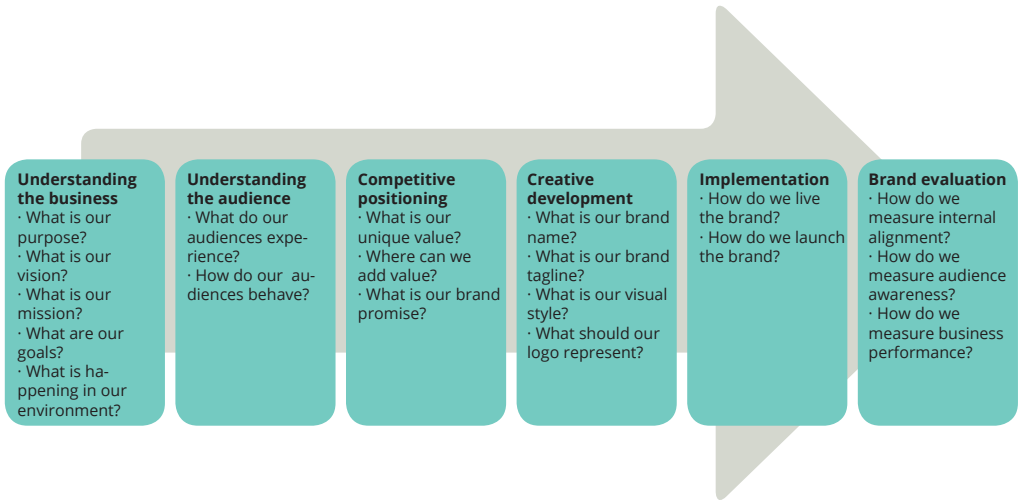 Understanding
the business
· What is our
purpose?
· What is our
vision?
· What is our
mission?
· What are our
goals?
· What is ha-
ppening in our
environment?
Understanding
the audience
· What do our
audiences expe-
rience?
· How do our  au-
diences behave?
Competitive
positioning
· What is our
unique value?
· Where can we
add value?
· What is our brand
promise?
Creative
development
· What is our brand
name?
· What is our brand
tagline?
· What is our visual
style?
· What should our
logo represent?
Implementation
· How do we live
the brand?
· How do we launch
the brand?
Brand evaluation
· How do we
measure internal
alignment?
· How do we
measure audience
awareness?
· How do we
measure business
performance?